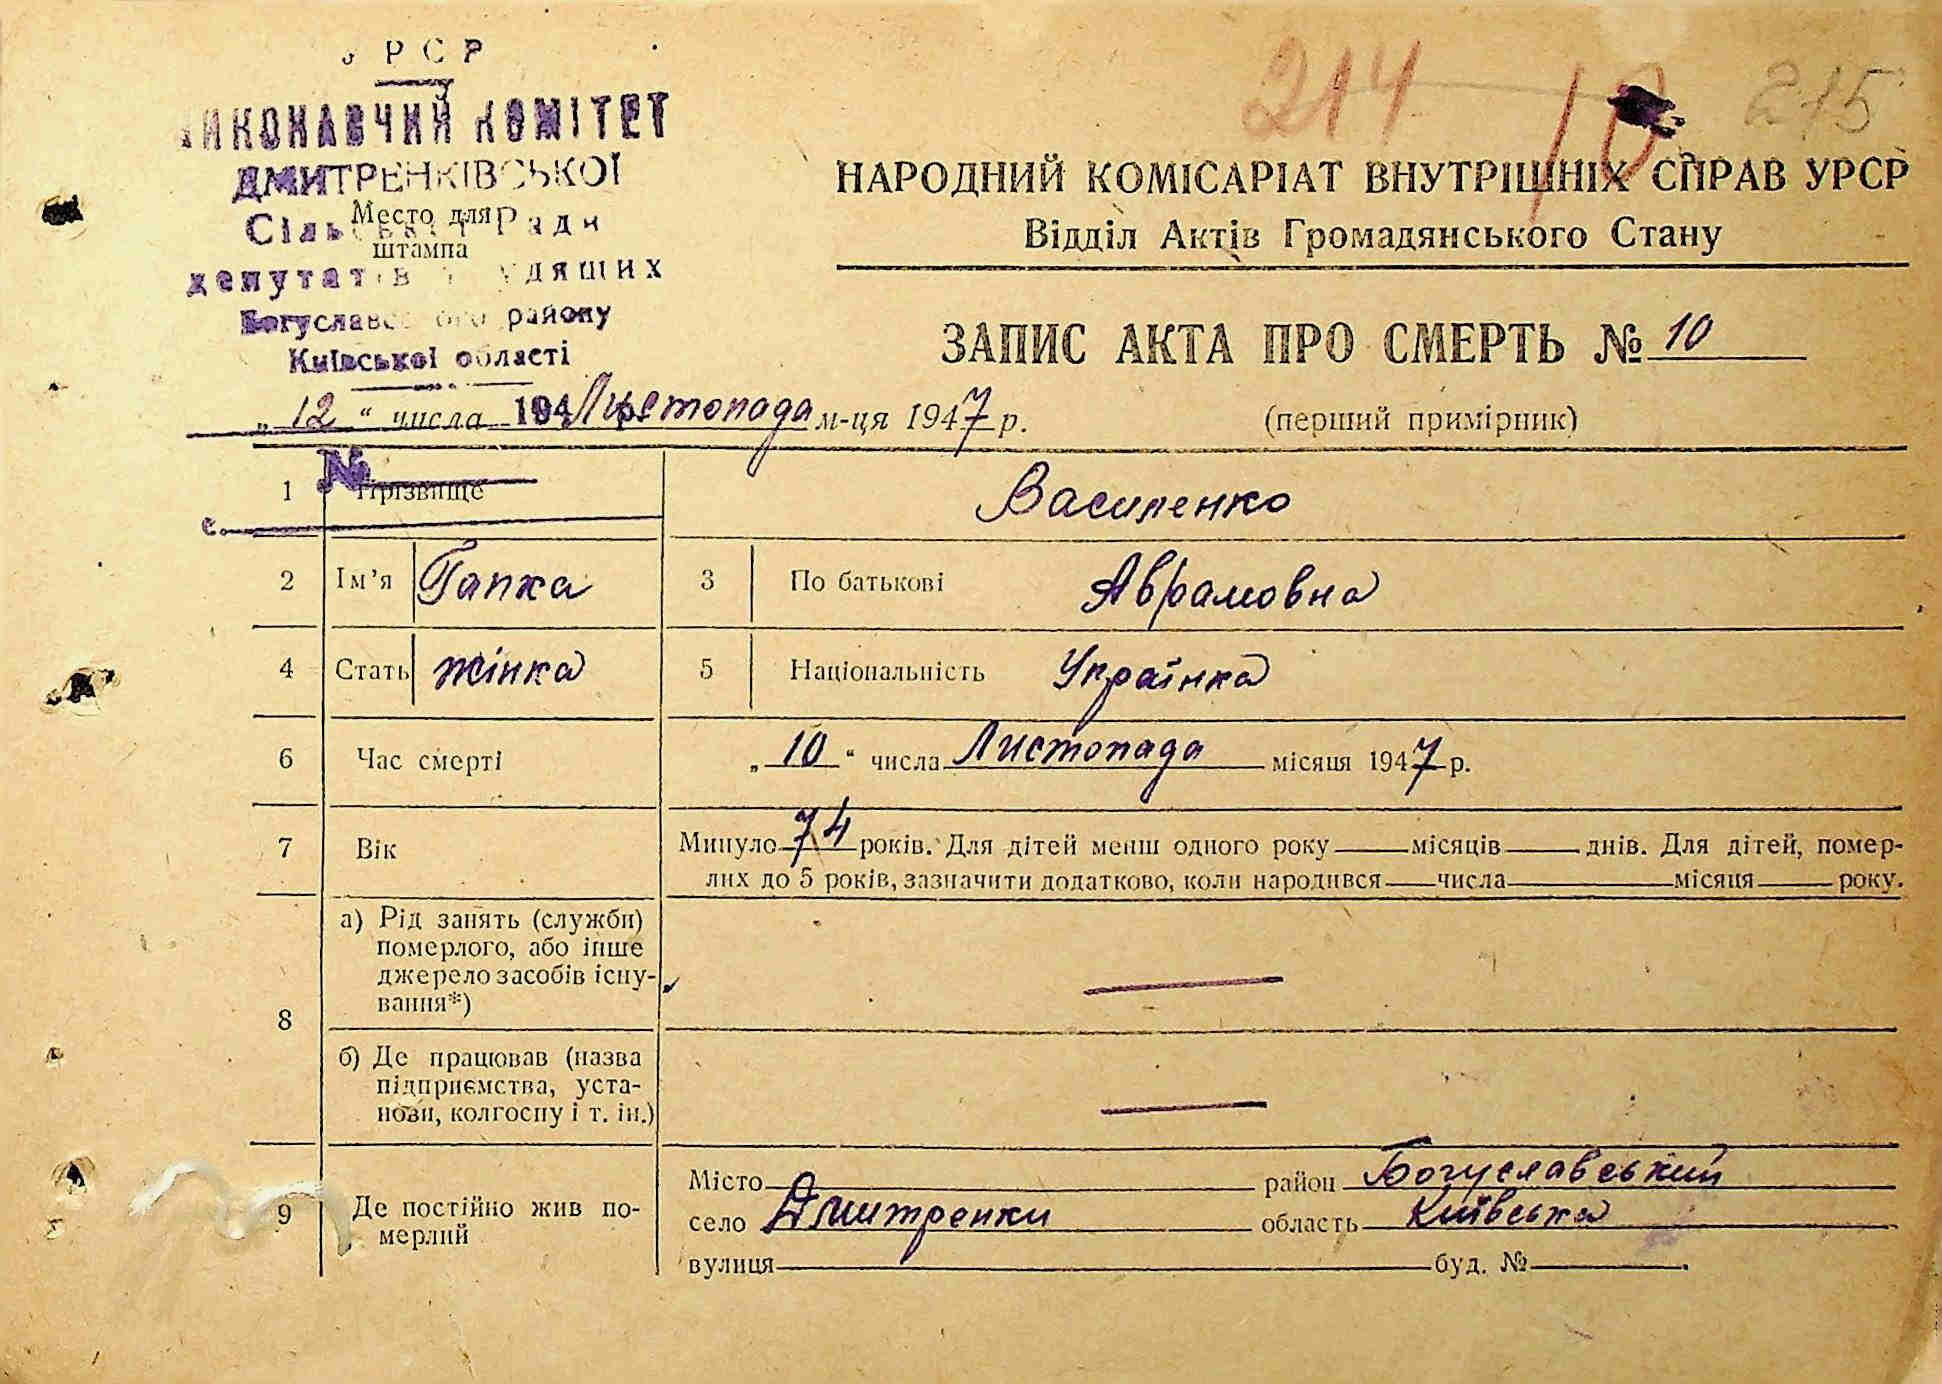 УРСР
ВИКОНАВЧИЙ КОМІТЕТ
ДМИТРЕНКІВСЬКОЇ
Сільської Ради
Место для
штампа
депутатів трудящих
Богуславського району
Київської області
214 10 215
НАРОДНИЙ КОМІСАРІАТ ВНУТРІШНІХ СПРАВ УРСР
Відділ Актів Громадянського Стану
ЗАПИС АКТА ПРО СМЕРТЬ № 10
„12“ числа 194 Листопада м-ця 1947 р. (перший примірник)
№
1 Прізвище Василенко
с.
2 Ім'я Гапка 3 По батькові Аврамовна
4 Стать жінка 5 Національність Українка
6 Час смерті „10“ числа Листопада місяця 1947 р.
7 Вік Минуло 74 років. Для дітей менш одного року місяців днів. Для дітей, помер-
лих до 5 років, зазначити додатково, коли народився числа місяця року.
8 а) Рід занять (служби)
померлого, або інше
джерело засобів існу-
вання*)
б) Де працював (назва
підприємства, уста-
нови, колгоспу і т. ін.)
9 Де постійно жив по-
мерлий
Місто район Богуславський
село Дмитренки область Київська
вулиця буд. №